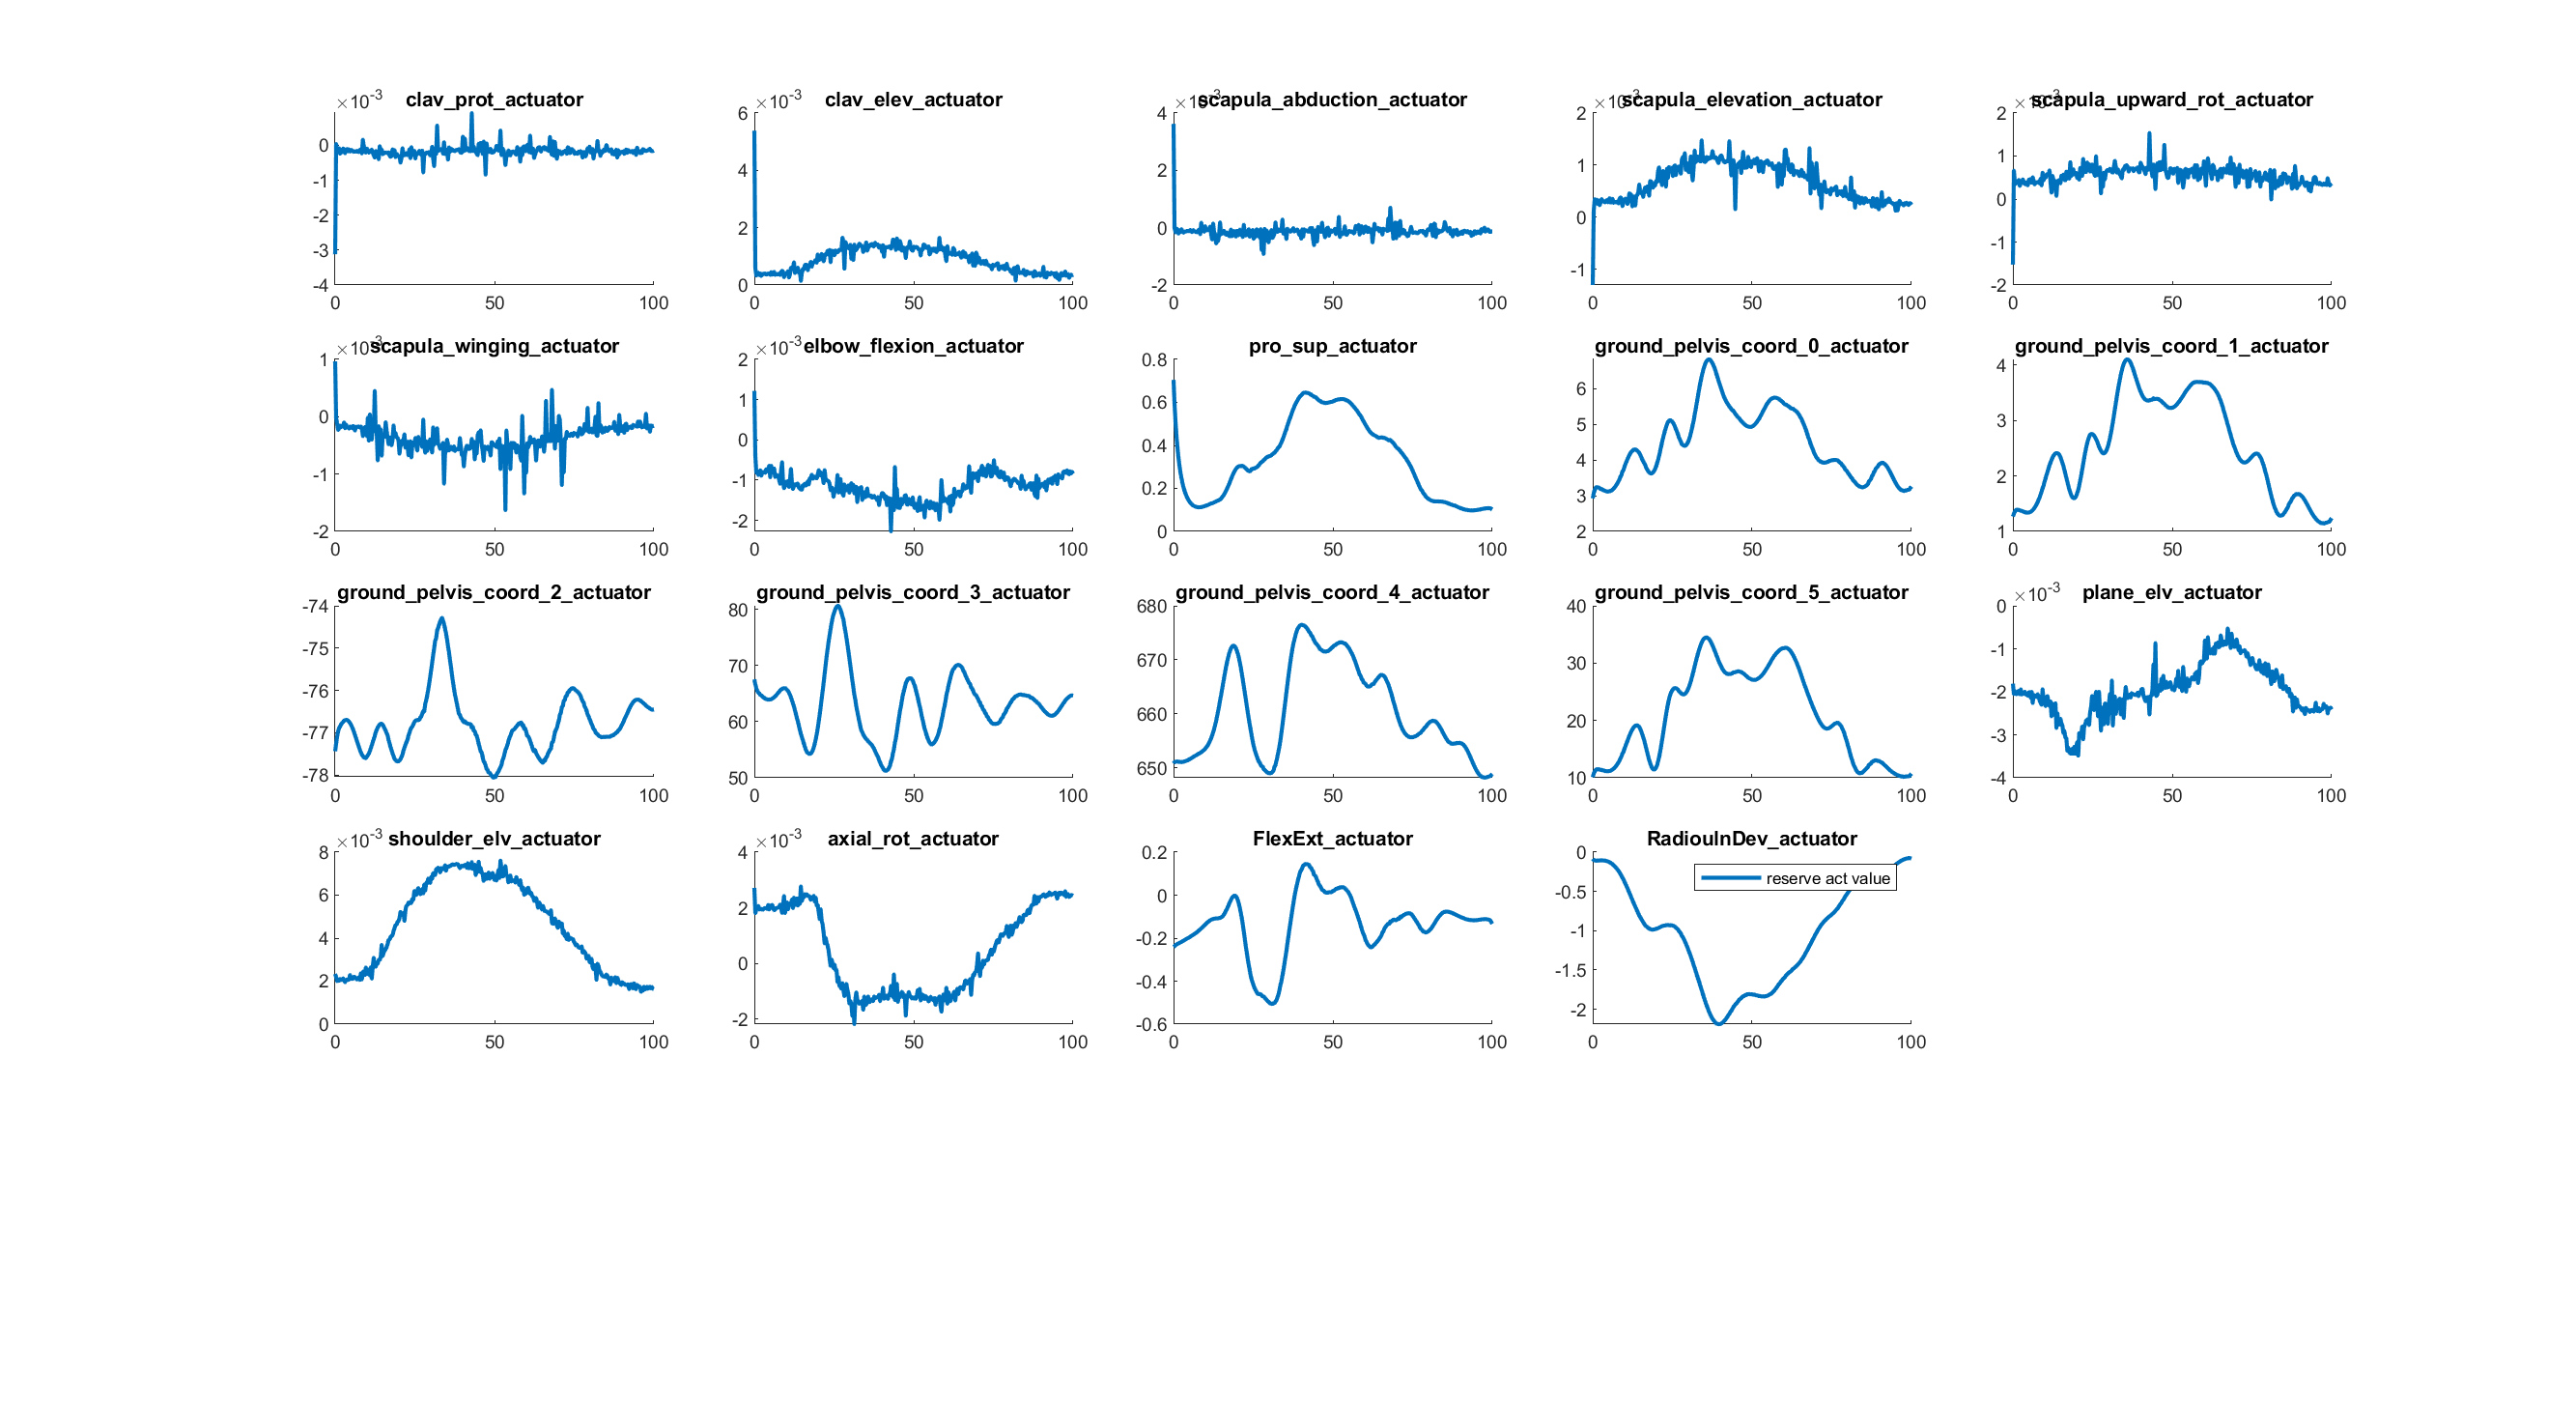 ×10-3 clav_prot_actuator
0
-1
-2
-3
-4
0 50 100
×10-3 clav_elev_actuator
6
4
2
0
0 50 100
×10-3 scapula_abduction_actuator
4
2
0
-2
0 50 100
×10-3 scapula_elevation_actuator
2
1
0
-1
0 50 100
×10-3 scapula_upward_rot_actuator
2
1
0
-1
-2
0 50 100
×10-3 scapula_winging_actuator
1
0
-1
-2
0 50 100
×10-3 elbow_flexion_actuator
2
1
0
-1
-2
0 50 100
pro_sup_actuator
0.8
0.6
0.4
0.2
0
0 50 100
ground_pelvis_coord_0_actuator
6
5
4
3
2
0 50 100
ground_pelvis_coord_1_actuator
4
3
2
1
0 50 100
ground_pelvis_coord_2_actuator
-74
-75
-76
-77
-78
0 50 100
ground_pelvis_coord_3_actuator
80
70
60
50
0 50 100
ground_pelvis_coord_4_actuator
680
670
660
650
0 50 100
ground_pelvis_coord_5_actuator
40
30
20
10
0 50 100
×10-3 plane_elv_actuator
0
-1
-2
-3
-4
0 50 100
×10-3 shoulder_elv_actuator
8
6
4
2
0
0 50 100
×10-3 axial_rot_actuator
4
2
0
-2
0 50 100
FlexExt_actuator
0.2
0
-0.2
-0.4
-0.6
0 50 100
RadioulnDev_actuator
0
-0.5
-1
-1.5
-2
0 50 100
reserve act value